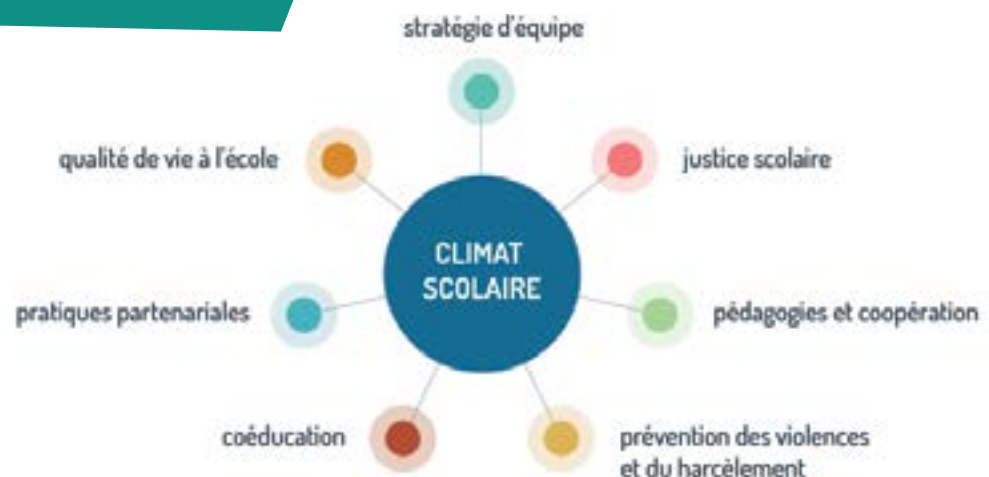 stratégie d'équipe
qualité de vie à l'école
justice scolaire
CLIMAT
SCOLAIRE
pratiques partenariales
pédagogies et coopération
coéducation
prévention des violences
et du harcèlement